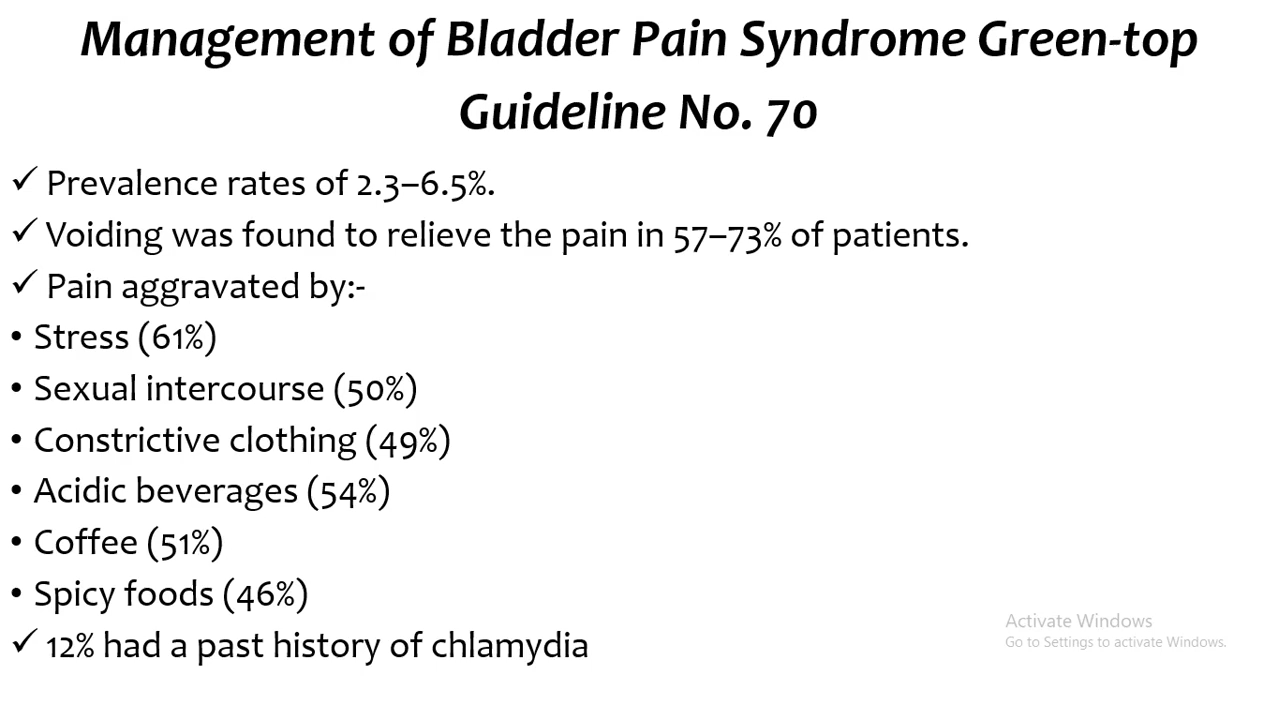 Management of Bladder Pain Syndrome Green-top
Guideline No. 70
✓ Prevalence rates of 2.3–6.5%.
✓ Voiding was found to relieve the pain in 57–73% of patients.
✓ Pain aggravated by:-
• Stress (61%)
• Sexual intercourse (50%)
• Constrictive clothing (49%)
• Acidic beverages (54%)
• Coffee (51%)
• Spicy foods (46%)
✓ 12% had a past history of chlamydia
Activate Windows
Go to Settings to activate Windows.